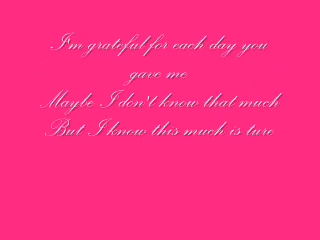 I'm grateful for each day you
gave me
Maybe I don't know that much
But I know this much is ture